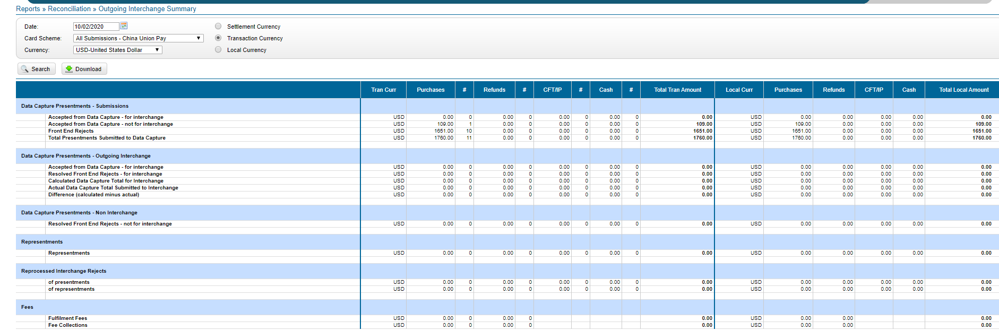 Reports » Reconciliation » Outgoing Interchange Summary
Date: 10/02/2020 Settlement Currency
Card Scheme: All Submissions - China Union Pay Transaction Currency
Currency: USD-United States Dollar Local Currency
Search Download
Tran Curr Purchases # Refunds # CFT/IP # Cash # Total Tran Amount Local Curr Purchases Refunds CFT/IP Cash Total Local Amount
Data Capture Presentments - Submissions
Accepted from Data Capture - for interchange USD 0.00 0 0.00 0 0.00 0 0.00 0 0.00 USD 0.00 0.00 0.00 0.00 0.00
Accepted from Data Capture - not for interchange USD 109.00 1 0.00 0 0.00 0 0.00 0 109.00 USD 109.00 0.00 0.00 0.00 109.00
Front End Rejects USD 1651.00 10 0.00 0 0.00 0 0.00 0 1651.00 USD 1651.00 0.00 0.00 0.00 1651.00
Total Presentments Submitted to Data Capture USD 1760.00 11 0.00 0 0.00 0 0.00 0 1760.00 USD 1760.00 0.00 0.00 0.00 1760.00
Data Capture Presentments - Outgoing Interchange
Accepted from Data Capture - for interchange USD 0.00 0 0.00 0 0.00 0 0.00 0 0.00 USD 0.00 0.00 0.00 0.00 0.00
Resolved Front End Rejects - for interchange USD 0.00 0 0.00 0 0.00 0 0.00 0 0.00 USD 0.00 0.00 0.00 0.00 0.00
Calculated Data Capture Total for Interchange USD 0.00 0 0.00 0 0.00 0 0.00 0 0.00 USD 0.00 0.00 0.00 0.00 0.00
Actual Data Capture Total Submitted to Interchange USD 0.00 0 0.00 0 0.00 0 0.00 0 0.00 USD 0.00 0.00 0.00 0.00 0.00
Difference (calculated minus actual) USD 0.00 0 0.00 0 0.00 0 0.00 0 0.00 USD 0.00 0.00 0.00 0.00 0.00
Data Capture Presentments - Non Interchange
Resolved Front End Rejects - not for interchange USD 0.00 0 0.00 0 0.00 0 0.00 0 0.00 USD 0.00 0.00 0.00 0.00 0.00
Representments
Representments USD 0.00 0 0.00 0 0.00 0 0.00 0 0.00 USD 0.00 0.00 0.00 0.00 0.00
Reprocessed Interchange Rejects
of presentments USD 0.00 0 0.00 0 0.00 0 0.00 0 0.00 USD 0.00 0.00 0.00 0.00 0.00
of representments USD 0.00 0 0.00 0 0.00 0 0.00 0 0.00 USD 0.00 0.00 0.00 0.00 0.00
Fees
Fulfilment Fees USD 0.00 0 0.00 0 0.00 USD 0.00 0.00 0.00
Fee Collections USD 0.00 0 0.00 0 0.00 USD 0.00 0.00 0.00